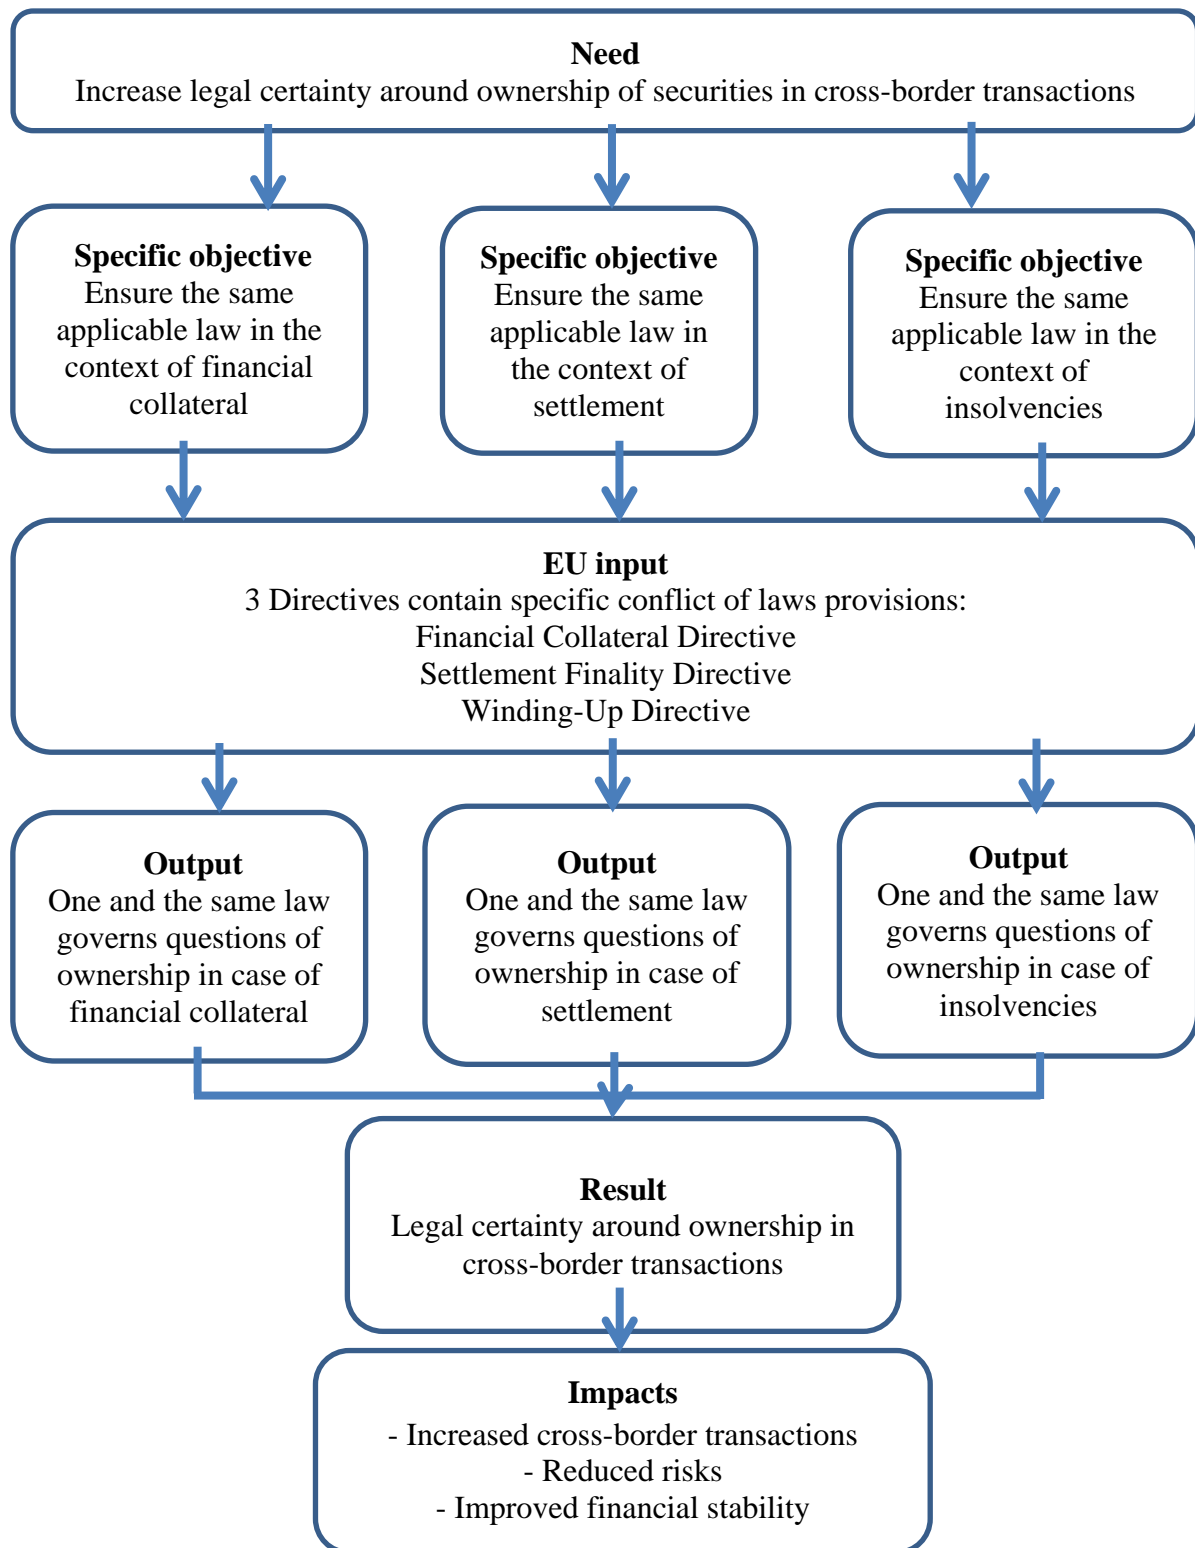 Need
Increase legal certainty around ownership of securities in cross-border transactions
Specific objective
Ensure the same
applicable law in the
context of financial
collateral
Specific objective
Ensure the same
applicable law in
the context of
settlement
Specific objective
Ensure the same
applicable law in the
context of
insolvencies
EU input
3 Directives contain specific conflict of laws provisions:
Financial Collateral Directive
Settlement Finality Directive
Winding-Up Directive
Output
One and the same law
governs questions of
ownership in case of
financial collateral
Output
One and the same law
governs questions of
ownership in case of
settlement
Output
One and the same law
governs questions of
ownership in case of
insolvencies
Result
Legal certainty around ownership in
cross-border transactions
Impacts
- Increased cross-border transactions
- Reduced risks
- Improved financial stability